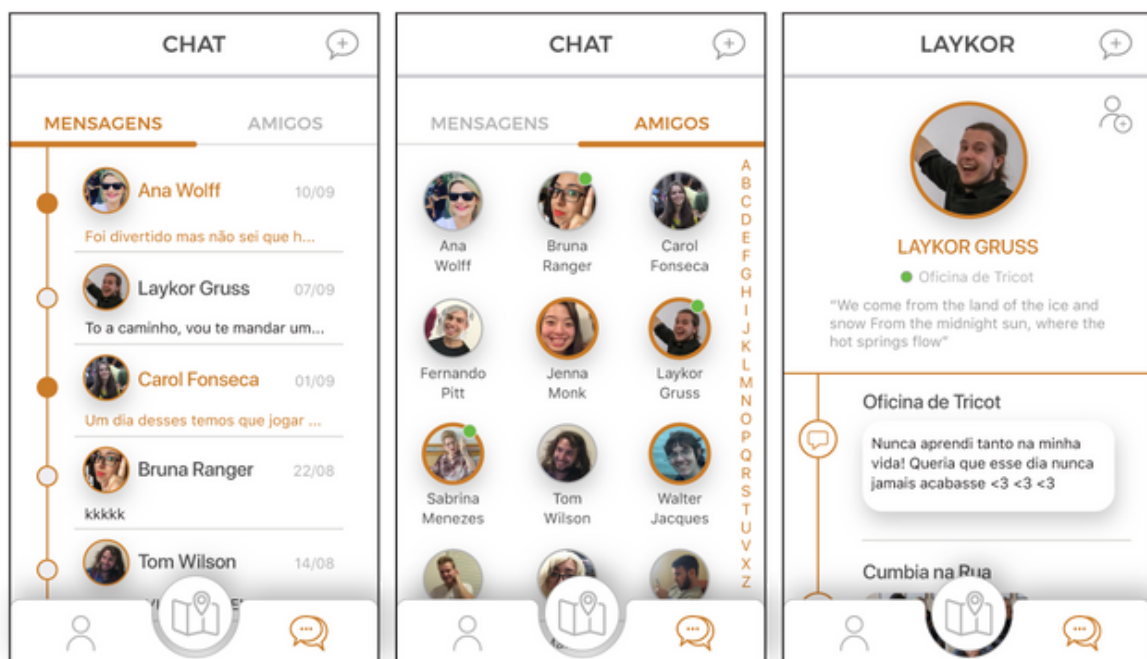 CHAT
MENSAGENS AMIGOS
Ana Wolff 10/09
Foi divertido mas não sei que h...
Laykor Gruss 07/09
To a caminho, vou te mandar um...
Carol Fonseca 01/09
Um dia desses temos que jogar ...
Bruna Ranger 22/08
kkkkk
Tom Wilson 14/08
CHAT
MENSAGENS AMIGOS
Ana
Wolff
Bruna
Ranger
Carol
Fonseca
Fernando
Pitt
Jenna
Monk
Laykor
Gruss
Sabrina
Menezes
Tom
Wilson
Walter
Jacques
A
B
C
D
E
F
G
H
I
J
K
L
M
N
O
P
Q
R
S
T
U
V
X
Z
LAYKOR
LAYKOR GRUSS
Oficina de Tricot
"We come from the land of the ice and
snow From the midnight sun, where the
hot springs flow"
Oficina de Tricot
Nunca aprendi tanto na minha
vida! Queria que esse dia nunca
jamais acabasse <3 <3 <3
Cumbia na Rua